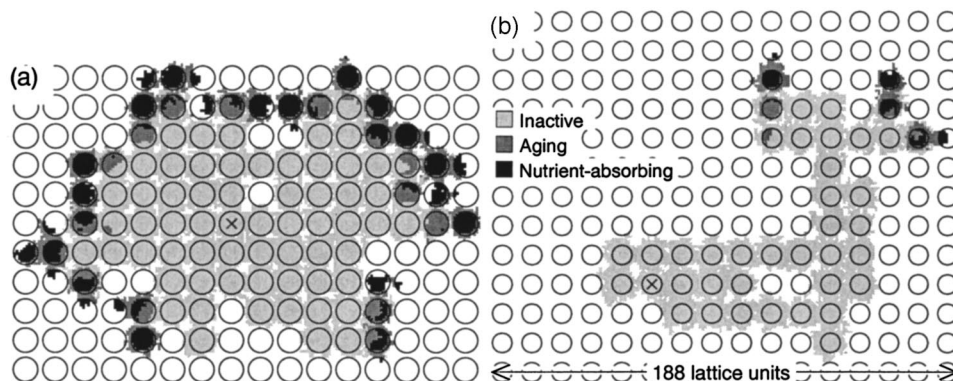 (a)
(b)
Inactive
Aging
Nutrient-absorbing
188 lattice units